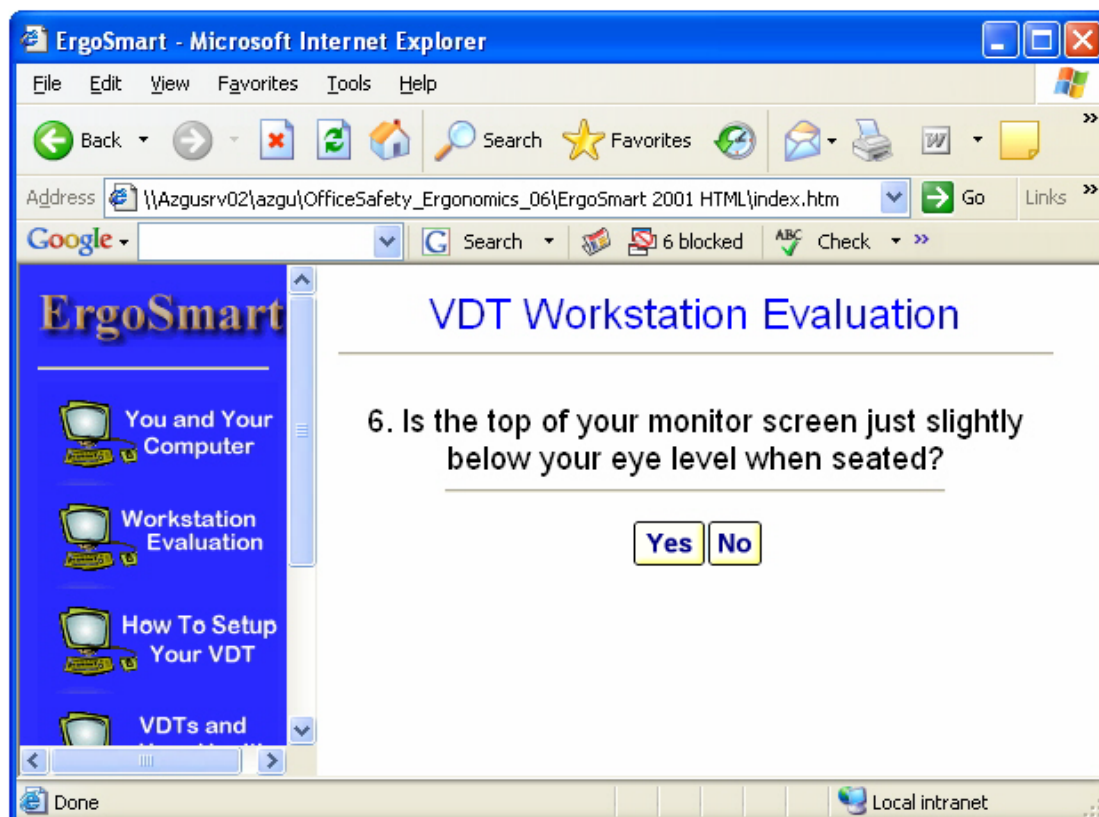 ErgoSmart - Microsoft Internet Explorer
File Edit View Favorites Tools Help
Back Search Favorites W »
Address \\Azgusrv02\azgu\OfficeSafety_Ergonomics_06\ErgoSmart 2001 HTML\index.htm Go Links »
Google G Search 6 blocked ABC Check »
ErgoSmart
You and Your
Computer
Workstation
Evaluation
How To Setup
Your VDT
VDTs and
VDT Workstation Evaluation
6. Is the top of your monitor screen just slightly
below your eye level when seated?
Yes No
Done Local intranet